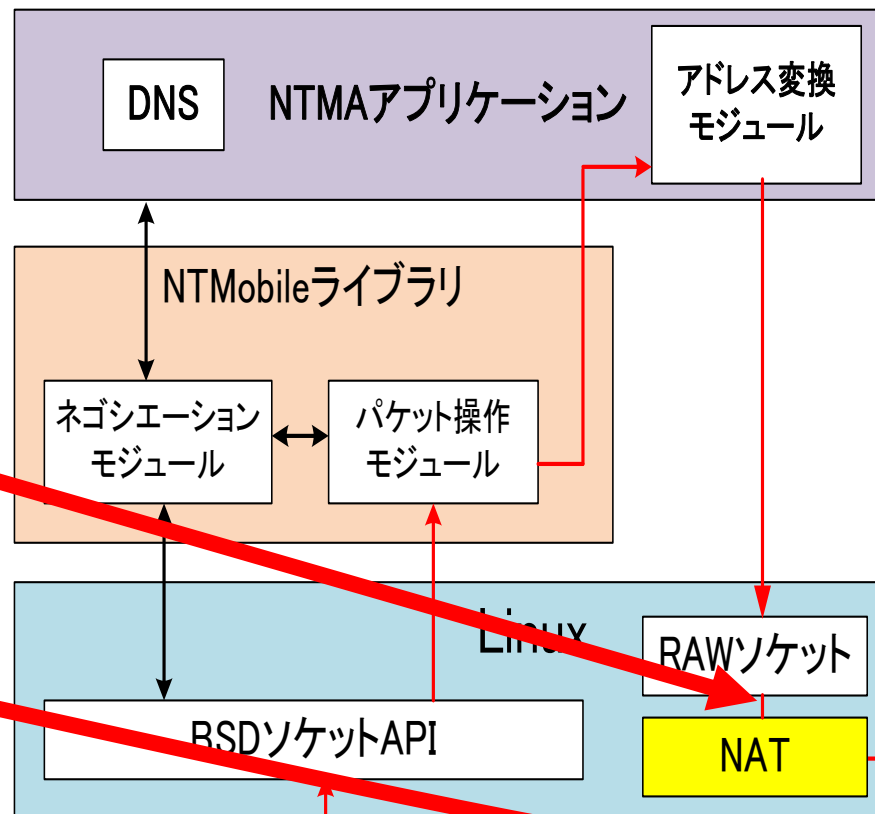 DNS
NTMAアプリケーション
アドレス変換
モジュール
NTMobileライブラリ
ネゴシエーション
モジュール
パケット操作
モジュール
Linux
RAWソケット
BSDソケットAPI
NAT